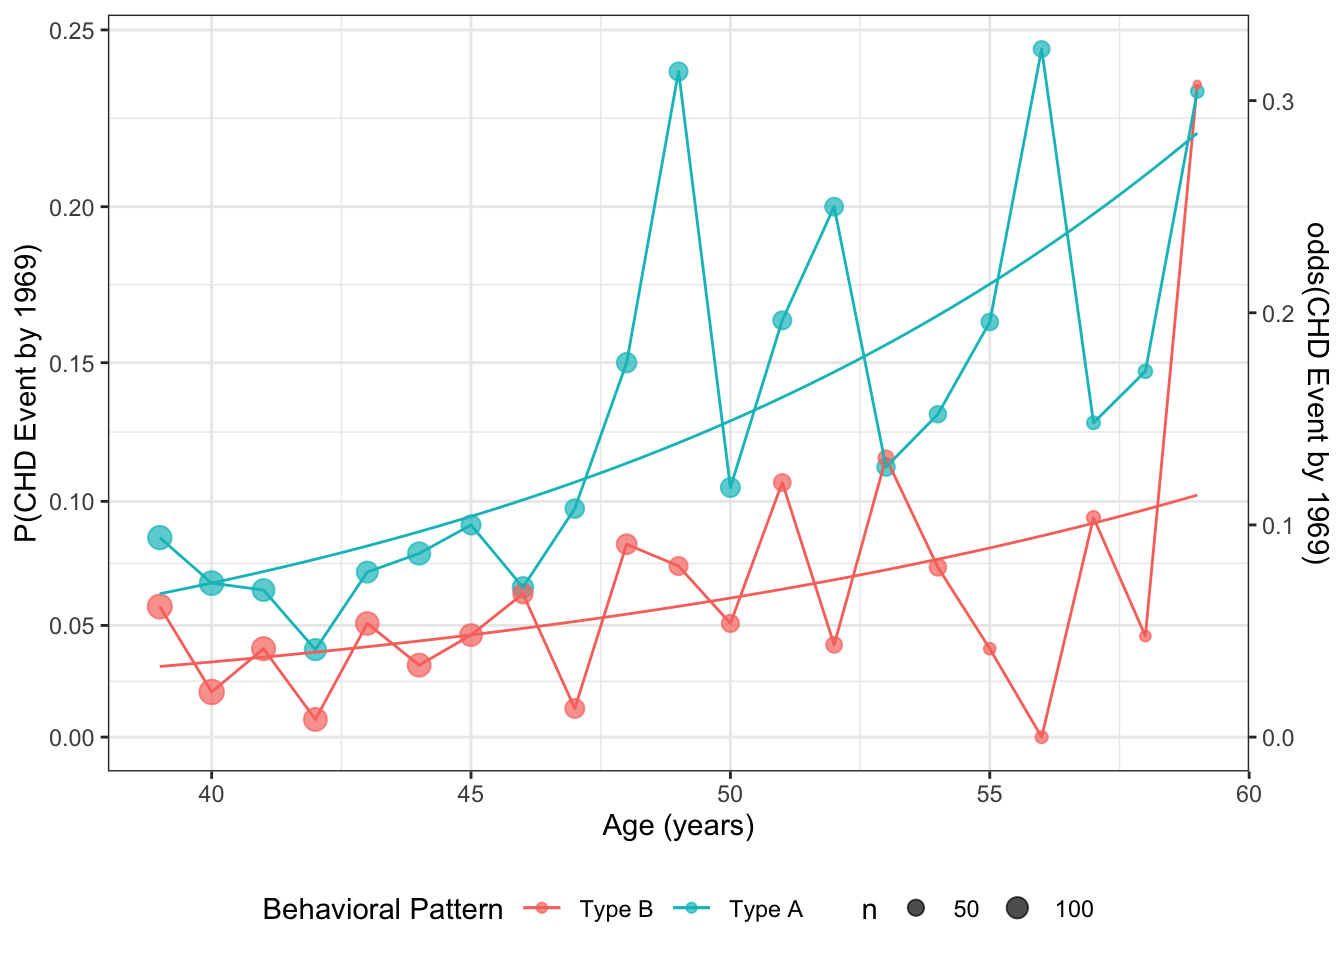 P(CHD Event by 1969)
0.25
0.20
0.15
0.10
0.05
0.00
0.3
0.2
0.1
0.0
odds(CHD Event by 1969)
40 45 50 55 60
Age (years)
Behavioral Pattern Type B Type A n 50 100